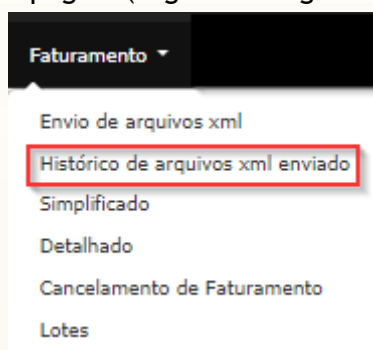 Faturamento
Envio de arquivos xml
Histórico de arquivos xml enviado
Simplificado
Detalhado
Cancelamento de Faturamento
Lotes